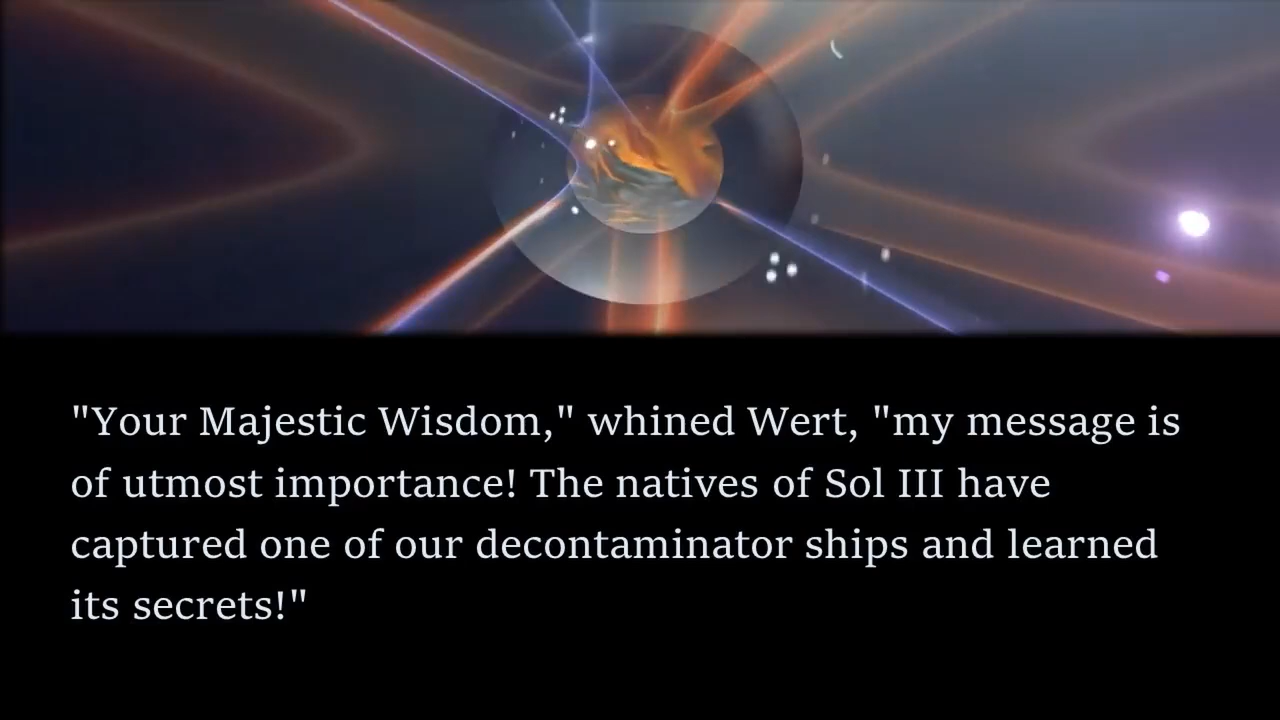 "Your Majestic Wisdom," whined Wert, "my message is
of utmost importance! The natives of Sol III have
captured one of our decontaminator ships and learned
its secrets!"